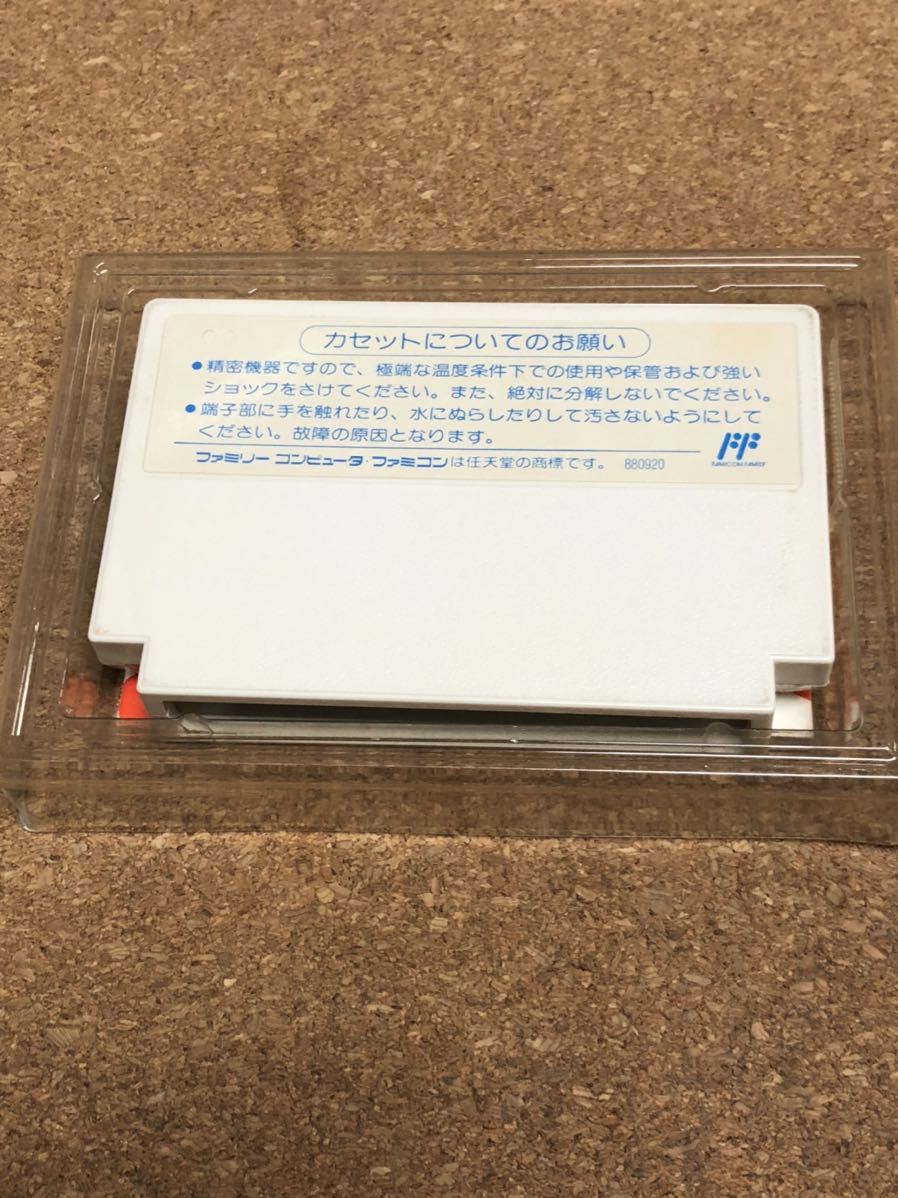 カセットについてのお願い
●精密機器ですので、極端な温度条件下での使用や保管および強い
ショックをさけてください。また、絶対に分解しないでください。
●端子部に手を触れたり、水にぬらしたりして汚さないようにして
ください。故障の原因となります。
FF
FAMICOM FAMILY
ファミリー コンピュータ・ファミコンは任天堂の商標です。 880920